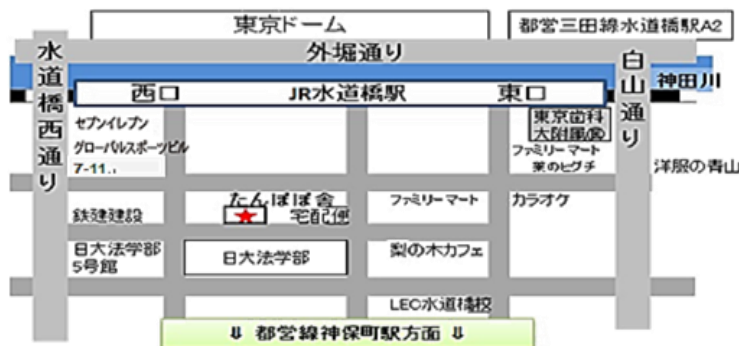 東京ドーム
都営三田線水道橋駅A2
外堀通り
水道橋西通り
白山通り
神田川
西口
JR水道橋駅
東口
セブンイレブン
グローバルスポーツビル
7-11.
東京歯科
大附属病
ファミリーマート
薬のヒグチ
洋服の青山
たんぽぽ舎
★
宅配便
鉄建建設
ファミリーマート
カラオケ
日大法学部
5号館
日大法学部
梨の木カフェ
LEC水道橋校
⇓ 都営線神保町駅方面 ⇓